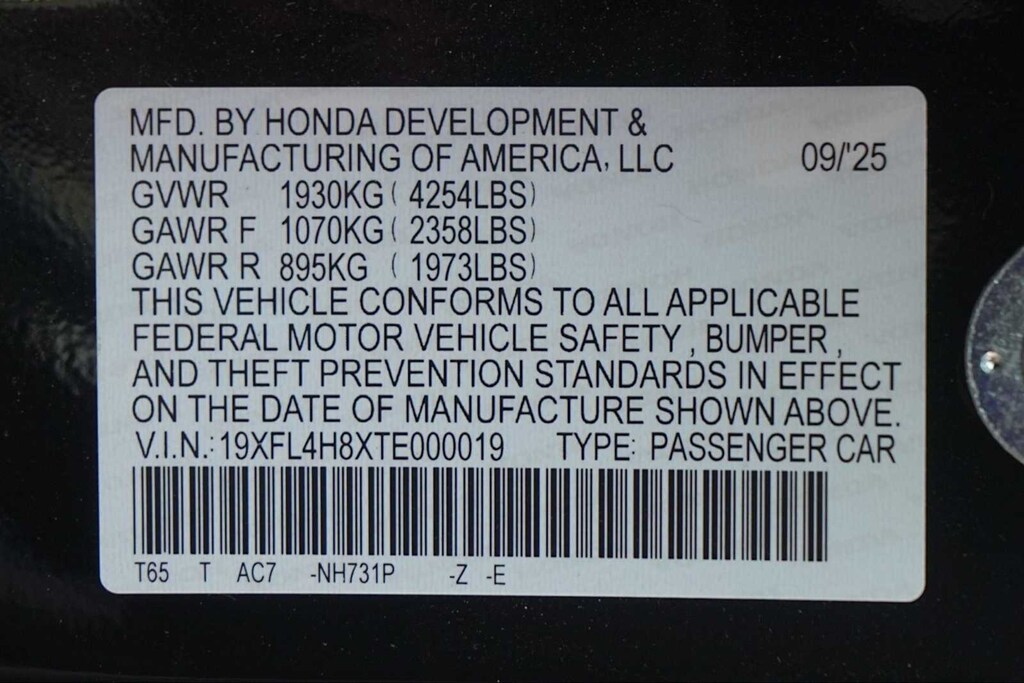 MFD. BY HONDA DEVELOPMENT &
MANUFACTURING OF AMERICA, LLC 09/'25
GVWR 1930KG ( 4254LBS)
GAWR F 1070KG ( 2358LBS)
GAWR R 895KG ( 1973LBS)
THIS VEHICLE CONFORMS TO ALL APPLICABLE
FEDERAL MOTOR VEHICLE SAFETY , BUMPER ,
AND THEFT PREVENTION STANDARDS IN EFFECT
ON THE DATE OF MANUFACTURE SHOWN ABOVE.
V.I.N.: 19XFL4H8XTE000019 TYPE: PASSENGER CAR
T65 T AC7 -NH731P -Z -E